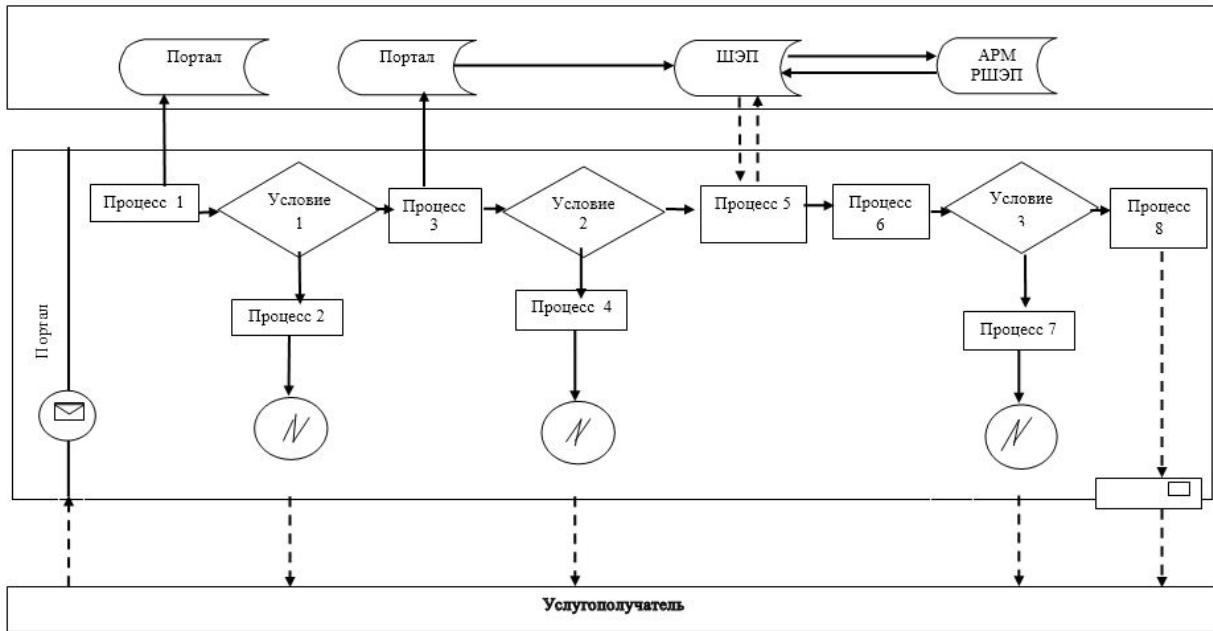 Портал
Портал
ШЭП
АРМ
РШЭП
Процесс 1
Условие
1
Процесс
3
Условие
2
Процесс 5
Процесс
6
Условие
3
Процесс
8
Процесс 2
Процесс 4
Процесс 7
Портал
Услугополучатель